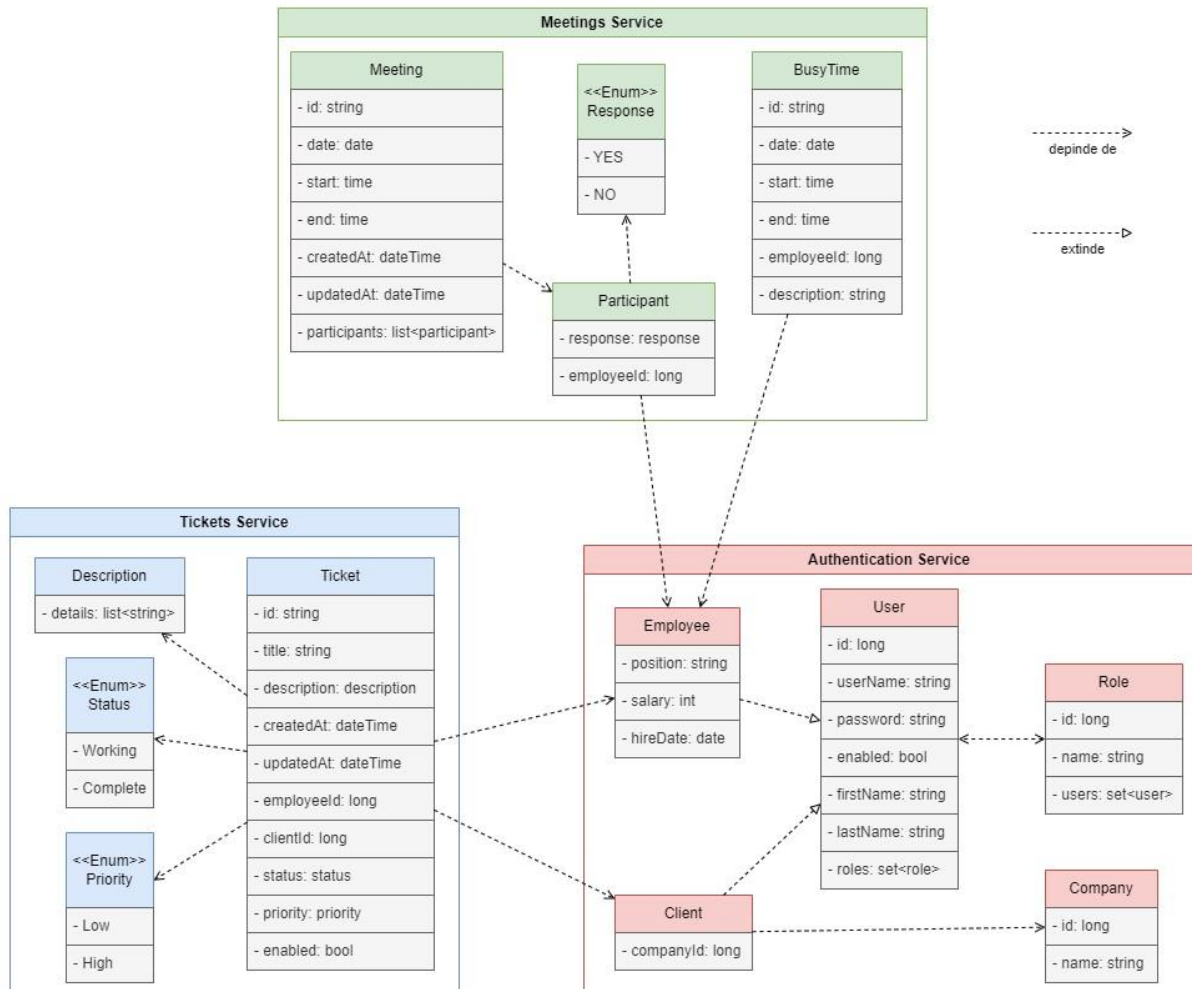 Meetings Service
Meeting
- id: string
- date: date
- start: time
- end: time
- createdAt: dateTime
- updatedAt: dateTime
- participants: list<participant>
<<Enum>>
Response
- YES
- NO
BusyTime
- id: string
- date: date
- start: time
- end: time
- employeeId: long
- description: string
Participant
- response: response
- employeeId: long
depinde de
extinde
Tickets Service
Description
- details: list<string>
<<Enum>>
Status
- Working
- Complete
<<Enum>>
Priority
- Low
- High
Ticket
- id: string
- title: string
- description: description
- createdAt: dateTime
- updatedAt: dateTime
- employeeId: long
- clientId: long
- status: status
- priority: priority
- enabled: bool
Authentication Service
Employee
- position: string
- salary: int
- hireDate: date
User
- id: long
- userName: string
- password: string
- enabled: bool
- firstName: string
- lastName: string
- roles: set<role>
Role
- id: long
- name: string
- users: set<user>
Client
- companyId: long
Company
- id: long
- name: string